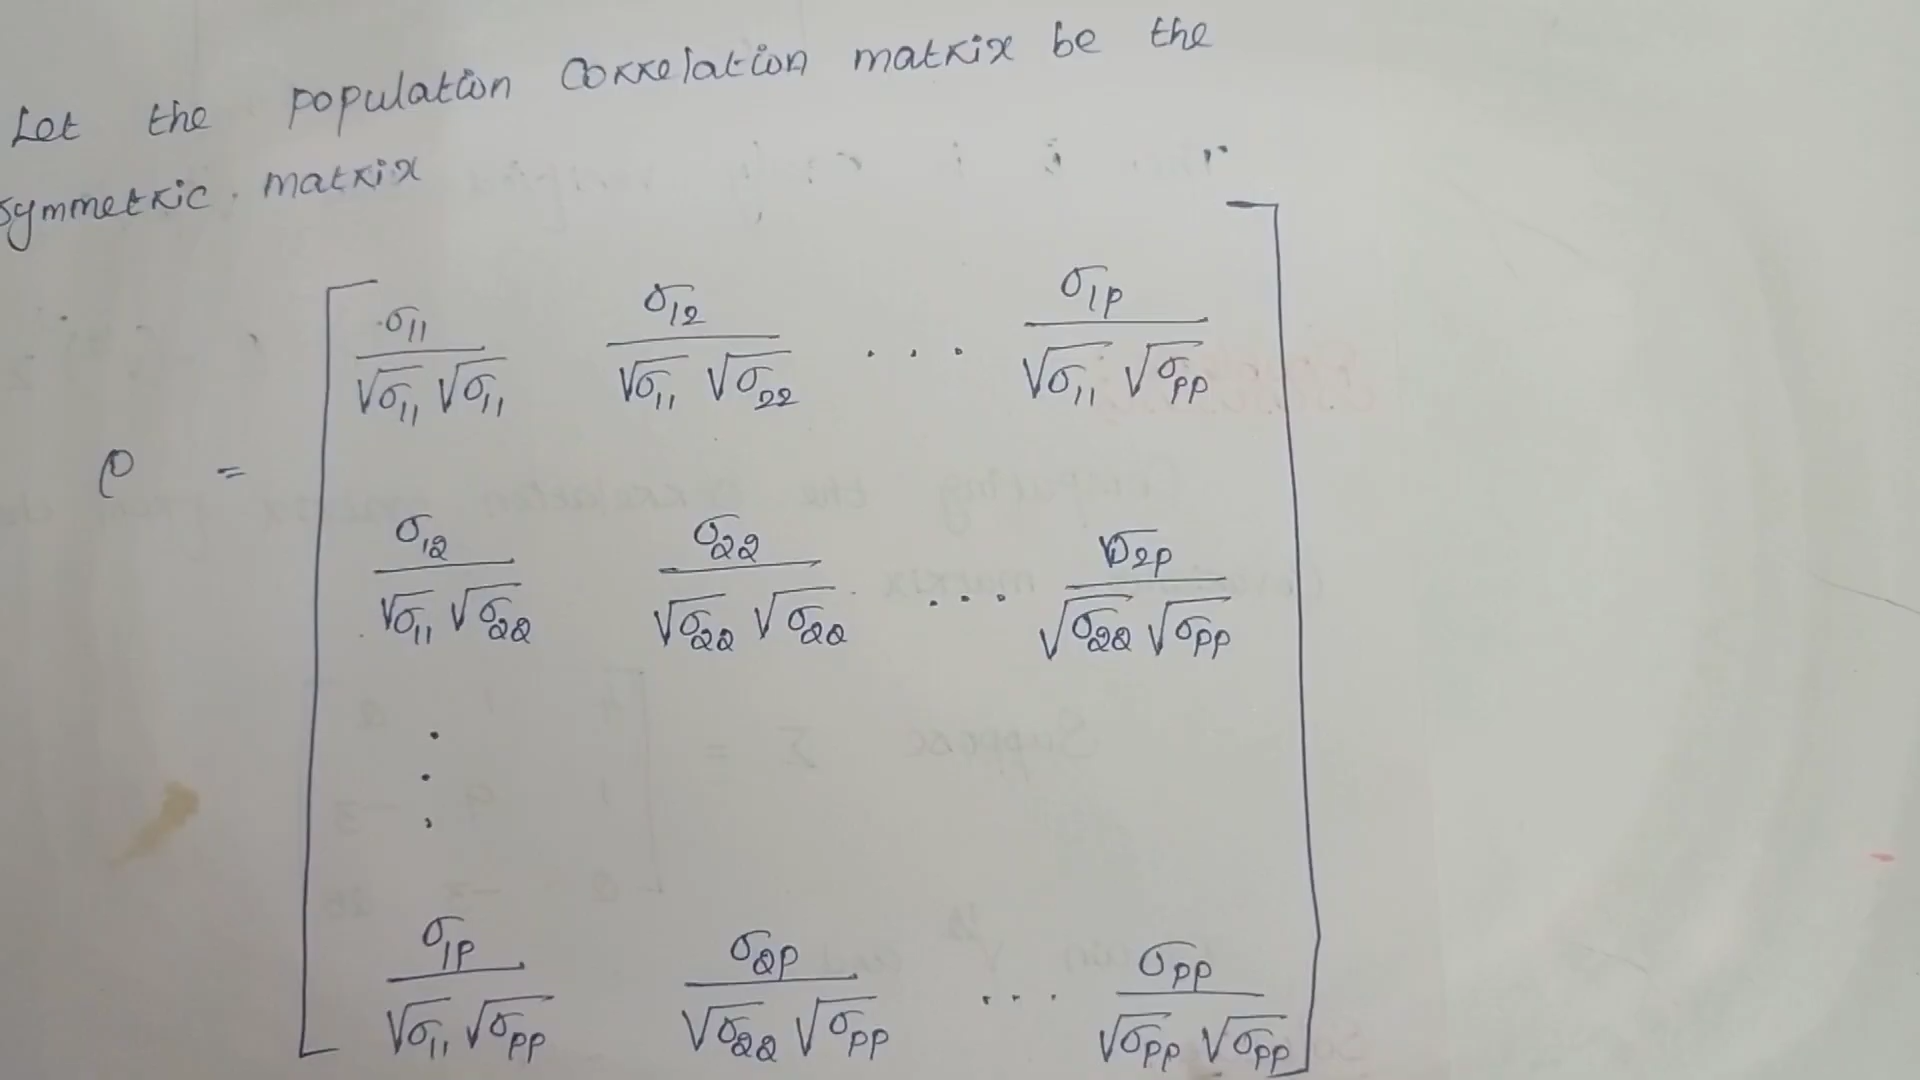 Let the population Correlation matrix be the
symmetric matrix
ρ = [ σ11/(√σ11 √σ11) σ12/(√σ11 √σ22) ... σ1p/(√σ11 √σpp)
σ12/(√σ11 √σ22) σ22/(√σ22 √σ22) ... σ2p/(√σ22 √σpp)
⋮
σ1p/(√σ11 √σpp) σ2p/(√σ22 √σpp) ... σpp/(√σpp √σpp) ]